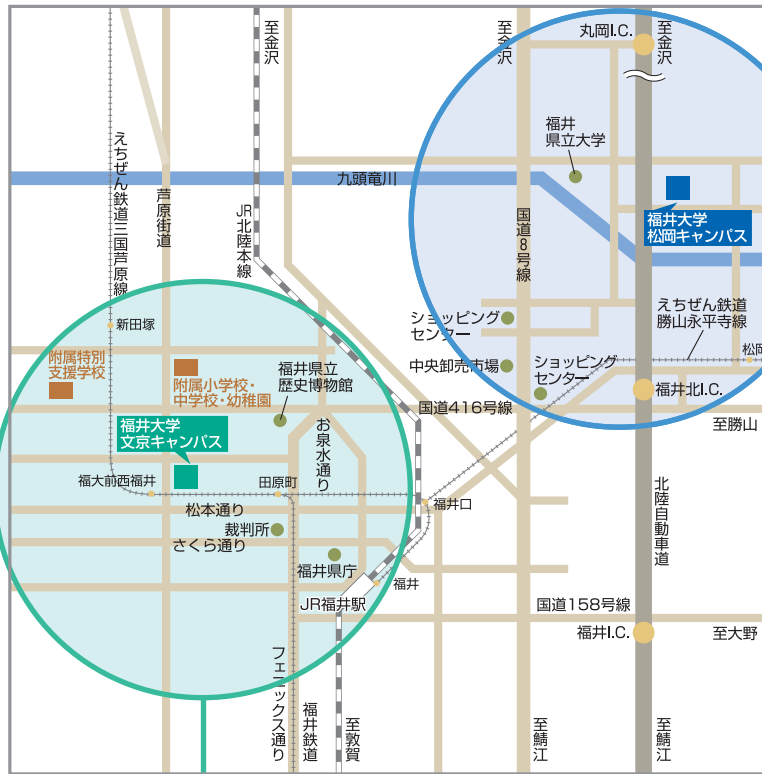 至金沢
至金沢
丸岡I.C.
至金沢
福井
県立大学
えちぜん鉄道三国芦原線
芦原街道
九頭竜川
JR北陸本線
国道8号線
福井大学
松岡キャンパス
ショッピング
センター
えちぜん鉄道
勝山永平寺線
新田塚
附属特別
支援学校
附属小学校・
中学校・幼稚園
福井県立
歴史博物館
中央卸売市場
ショッピング
センター
松岡
福井北I.C.
国道416号線
至勝山
福井大学
文京キャンパス
お泉水通り
福大前西福井
田原町
福井口
北陸自動車道
松本通り
裁判所
さくら通り
福井県庁
福井
JR福井駅
国道158号線
福井I.C.
至大野
フェニックス通り
福井鉄道
至敦賀
至鯖江
至鯖江